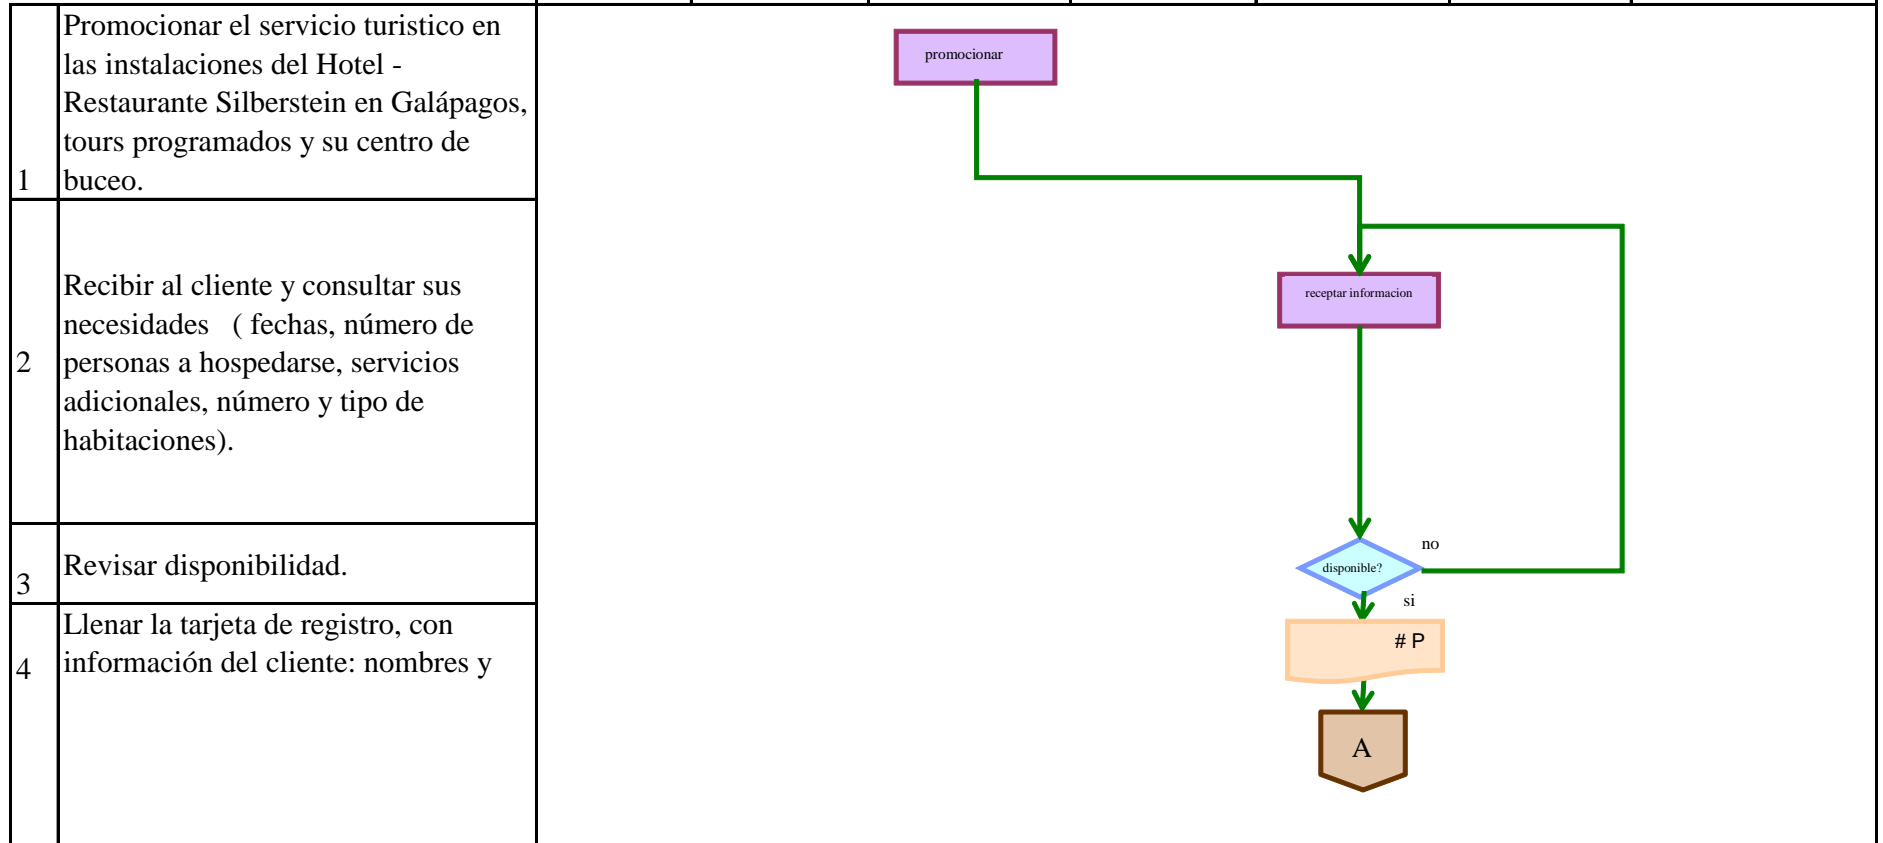 Promocionar el servicio turistico en
las instalaciones del Hotel -
Restaurante Silberstein en Galápagos,
tours programados y su centro de
1 buceo.
promocionar
Recibir al cliente y consultar sus
necesidades ( fechas, número de
2 personas a hospedarse, servicios
adicionales, número y tipo de
habitaciones).
receptar informacion
3 Revisar disponibilidad.
disponible?
no
si
Llenar la tarjeta de registro, con
4 información del cliente: nombres y
# P
A